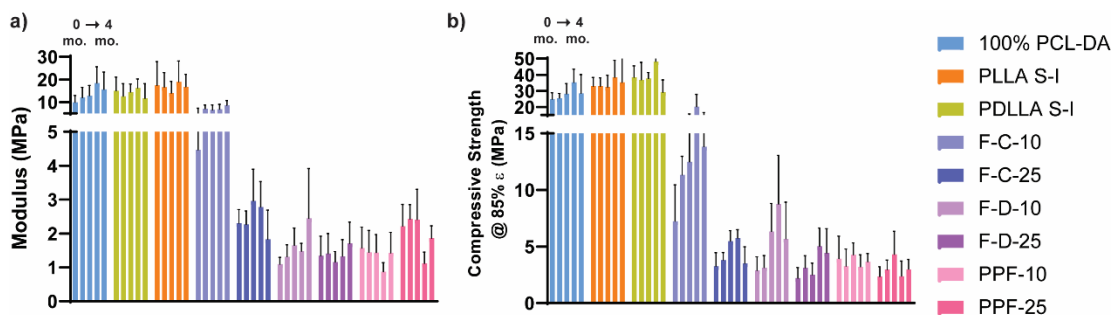 a)
0 → 4
mo. mo.
Modulus (MPa)
30
20
10
5
4
3
2
1
0
b)
0 → 4
mo. mo.
Compressive Strength
@ 85% ε (MPa)
50
40
30
20
15
10
5
0
100% PCL-DA
PLLA S-I
PDLLA S-I
F-C-10
F-C-25
F-D-10
F-D-25
PPF-10
PPF-25